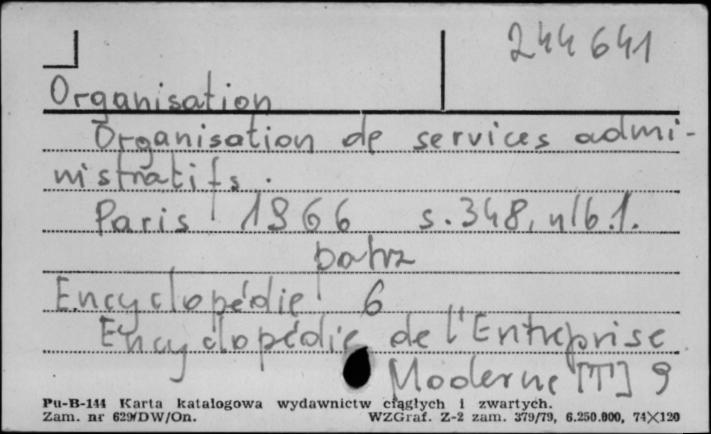 244641
Organisation
Organisation de services admi-
nistratifs.
Paris 1966 s. 348, nlb. 1.
patrz
Encyclopédie 6
Encyclopédie de l'Entreprise
Moderne [T] 9
Pu-B-144 Karta katalogowa wydawnictw ciągłych i zwartych.
Zam. nr 629/DW/On. WZGraf. Z-2 zam. 379/79, 6.250.000, 74×120